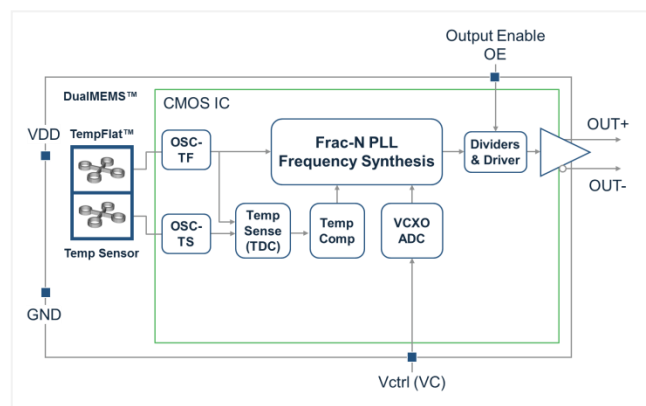 Output Enable
OE
DualMEMS™
CMOS IC
VDD
TempFlat™
OSC-
TF
Frac-N PLL
Frequency Synthesis
Dividers
& Driver
OUT+
OUT-
OSC-
TS
Temp
Sense
(TDC)
Temp
Comp
VCXO
ADC
Temp Sensor
GND
Vctrl (VC)